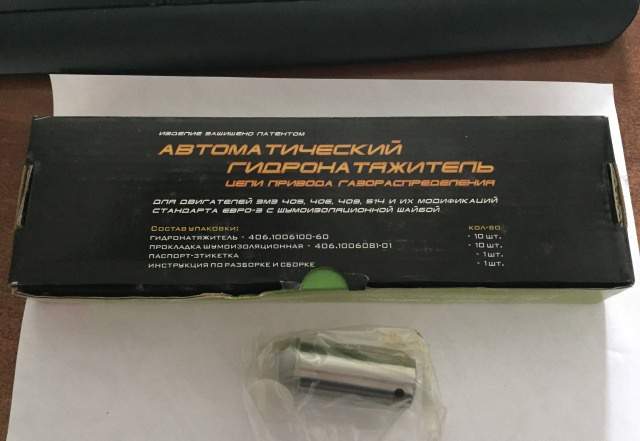 ИЗДЕЛИЕ ЗАЩИЩЕНО ПАТЕНТОМ
АВТОМАТИЧЕСКИЙ
ГИДРОНАТЯЖИТЕЛЬ
ЦЕПИ ПРИВОДА ГАЗОРАСПРЕДЕЛЕНИЯ
ДЛЯ ДВИГАТЕЛЕЙ ЗМЗ 405, 406, 409, 514 И ИХ МОДИФИКАЦИЙ
СТАНДАРТА ЕВРО-3 С ШУМОИЗОЛЯЦИОННОЙ ШАЙБОЙ
СОСТАВ УПАКОВКИ: КОЛ-ВО
ГИДРОНАТЯЖИТЕЛЬ - 406.1006100-60 - 10 ШТ.
ПРОКЛАДКА ШУМОИЗОЛЯЦИОННАЯ - 406.1006081-01 - 10 ШТ.
ПАСПОРТ-ЭТИКЕТКА - 1 ШТ.
ИНСТРУКЦИЯ ПО РАЗБОРКЕ И СБОРКЕ - 1 ШТ.